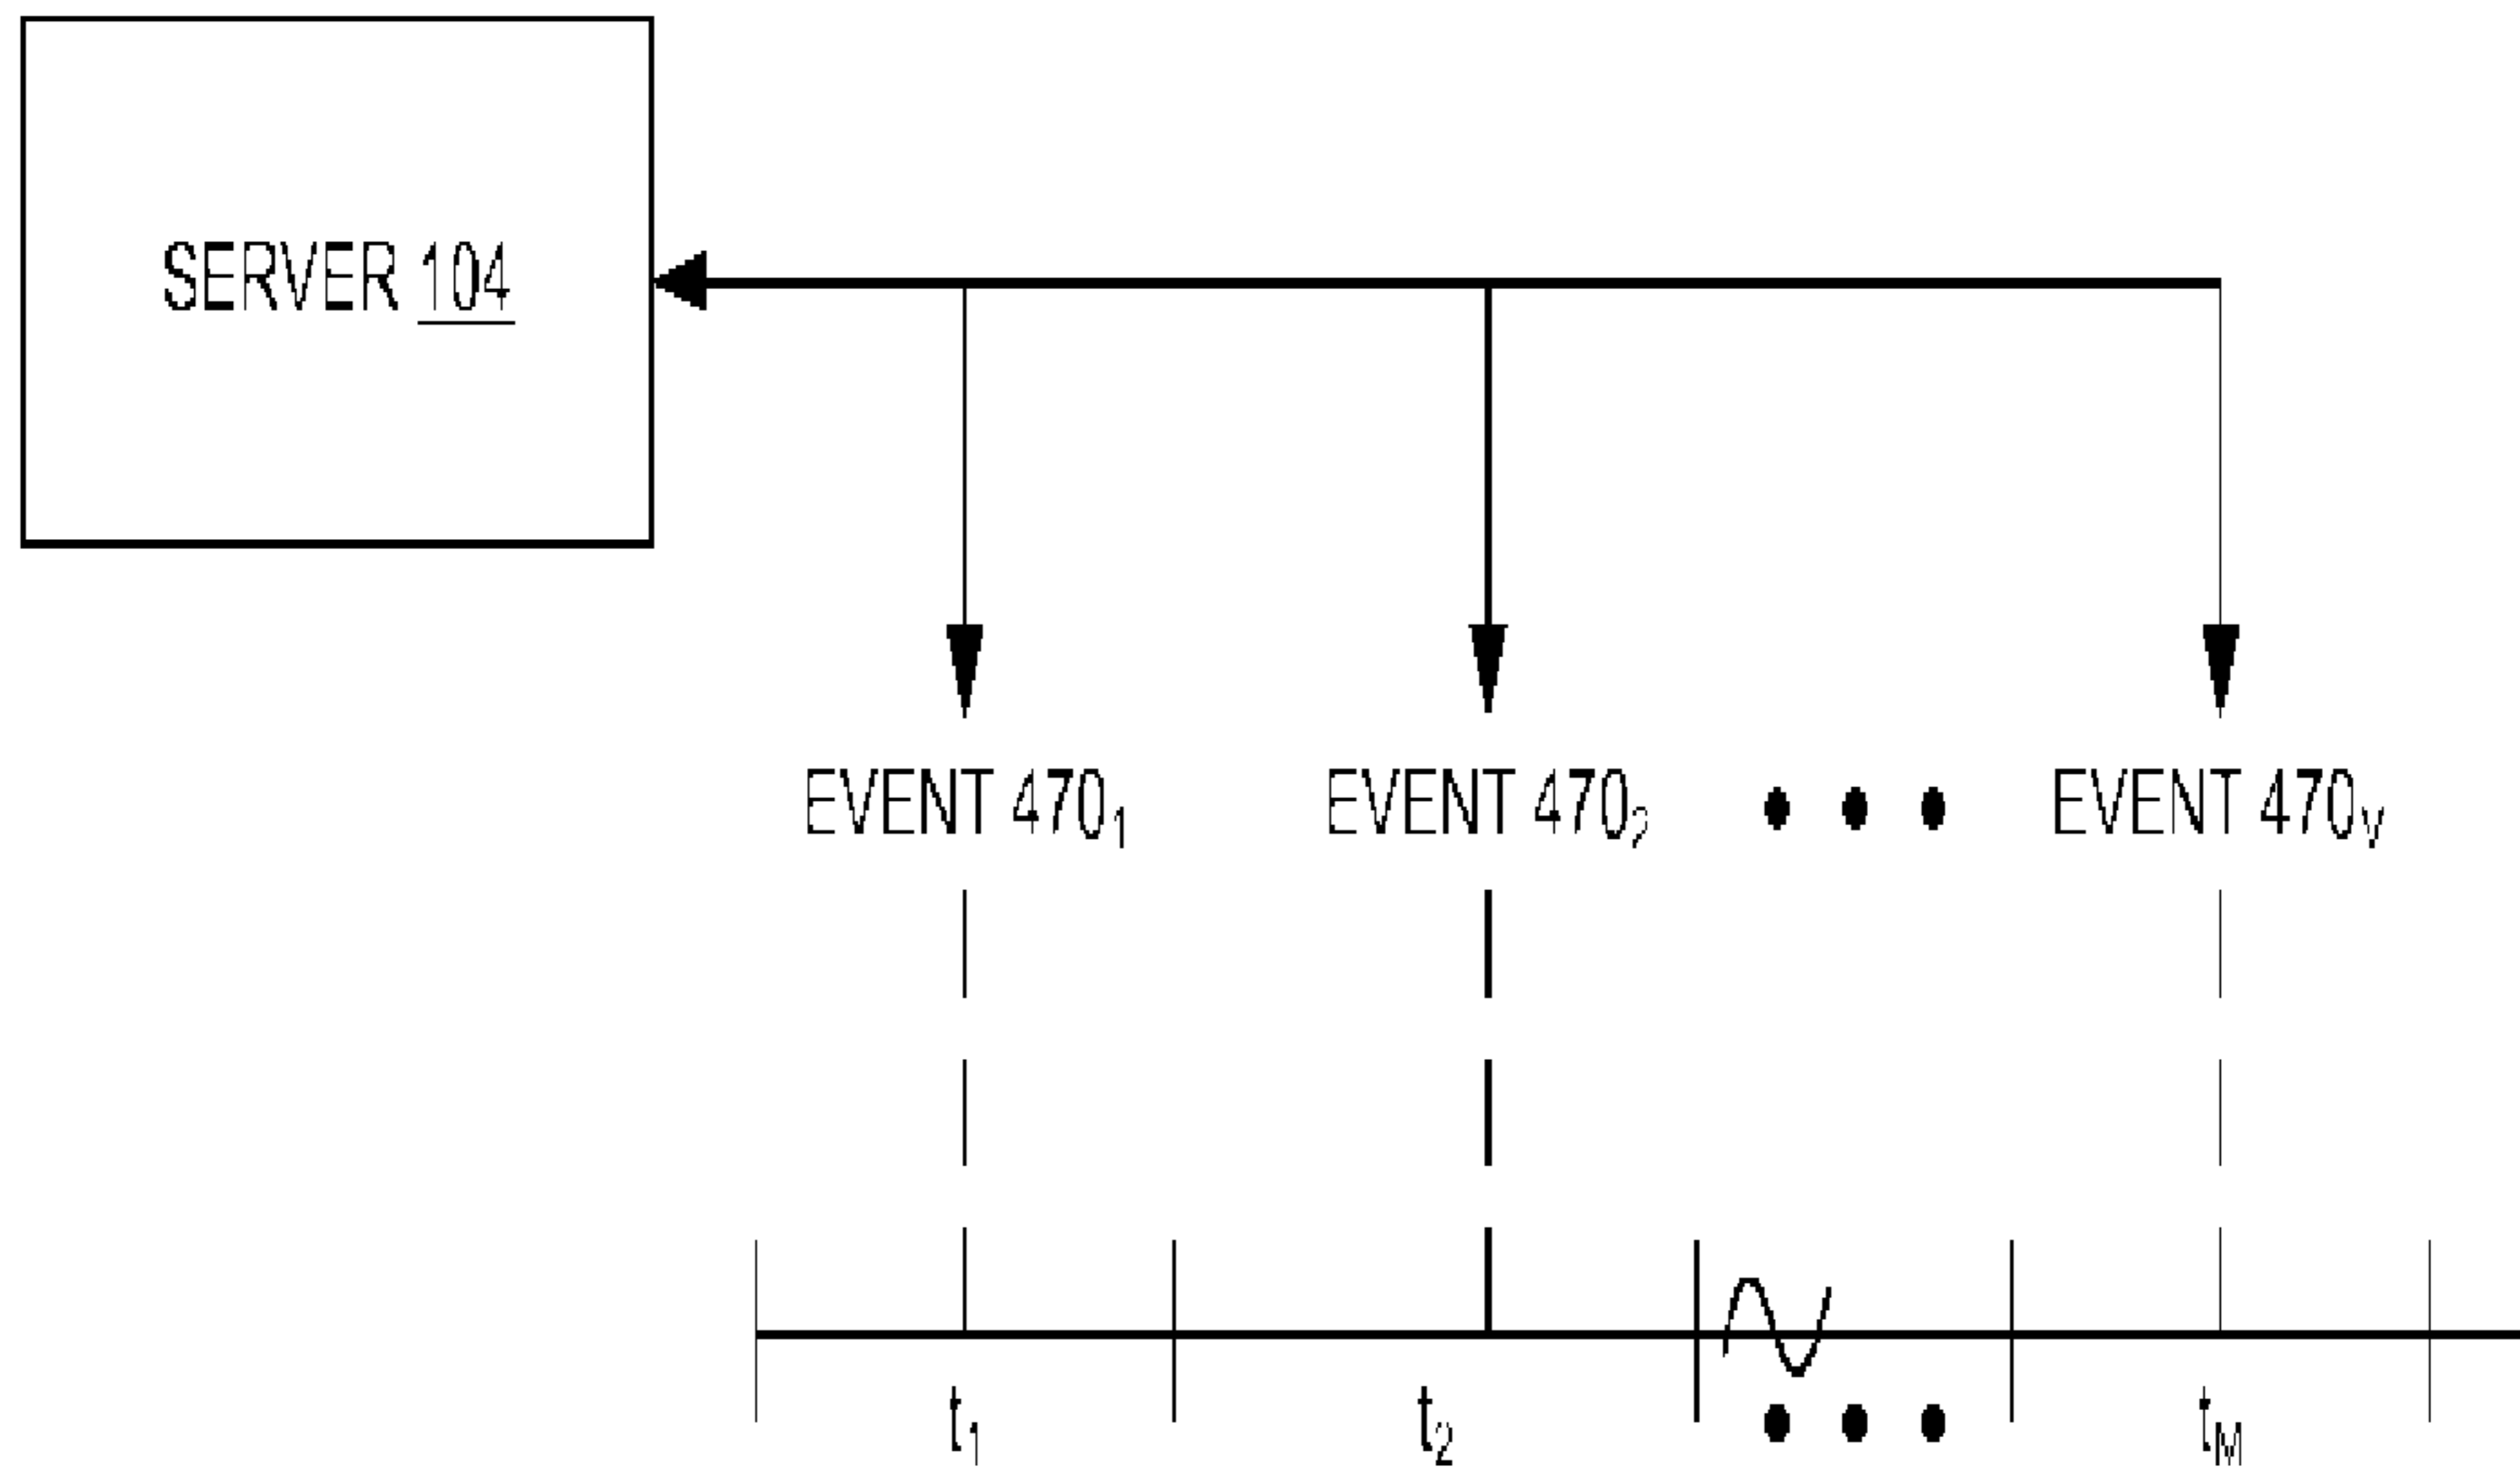 SERVER 104
EVENT 470₁ EVENT 470₂ • • • EVENT 470ᵧ
t₁ t₂ • • • t_M